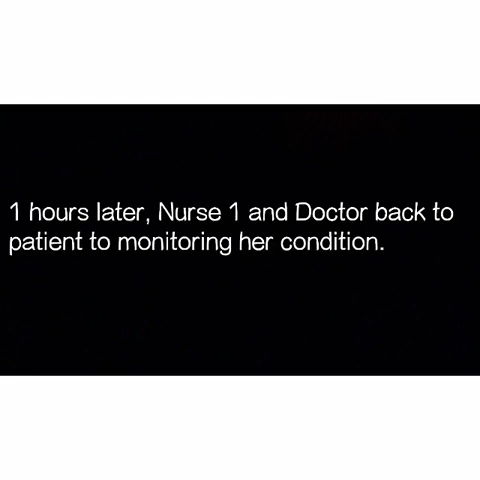 1 hours later, Nurse 1 and Doctor back to
patient to monitoring her condition.